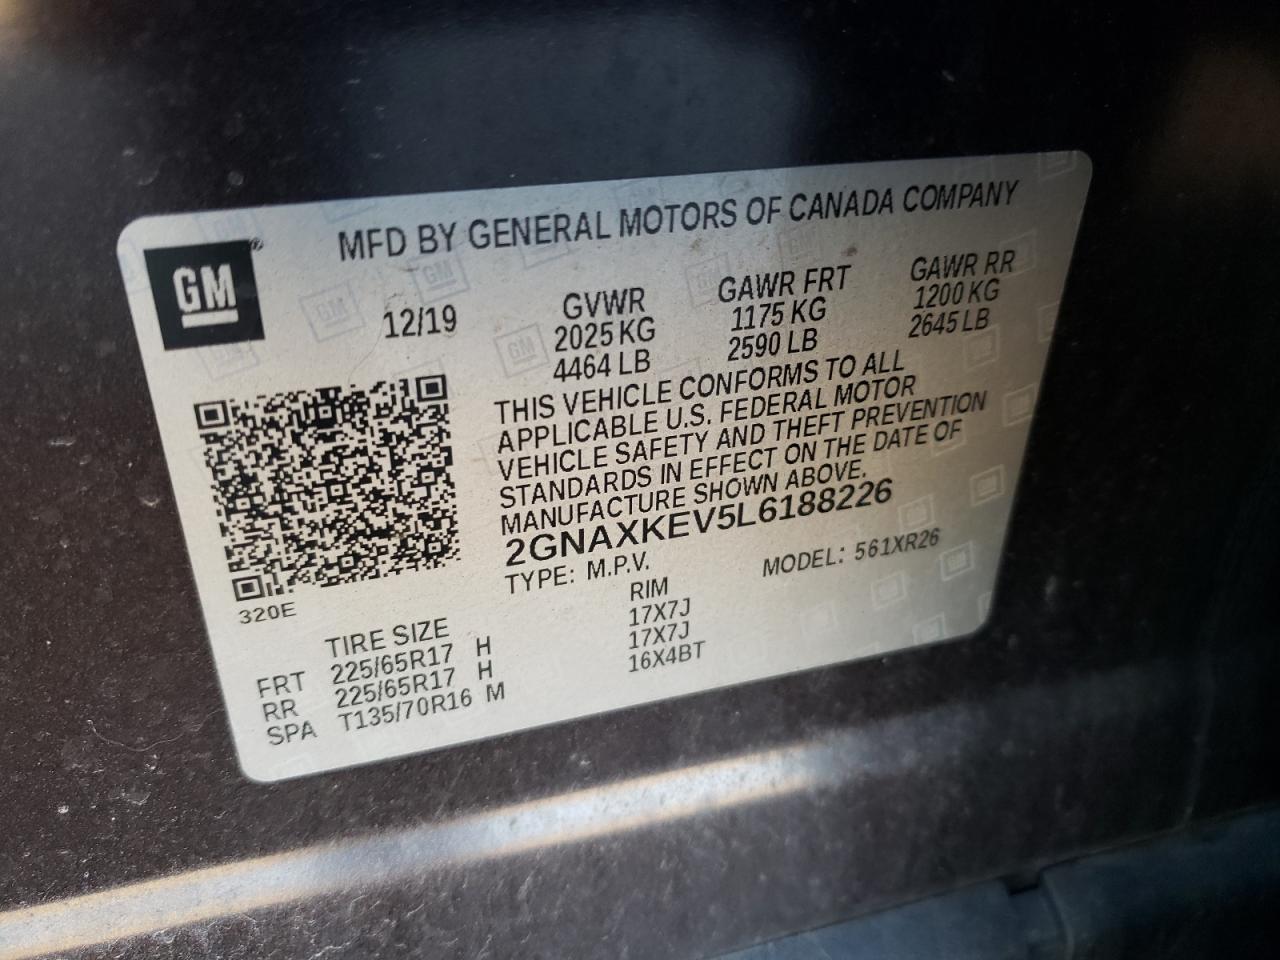 MFD BY GENERAL MOTORS OF CANADA COMPANY
GM ®
12/19
GVWR
2025 KG
4464 LB
GAWR FRT
1175 KG
2590 LB
GAWR RR
1200 KG
2645 LB
THIS VEHICLE CONFORMS TO ALL
APPLICABLE U.S. FEDERAL MOTOR
VEHICLE SAFETY AND THEFT PREVENTION
STANDARDS IN EFFECT ON THE DATE OF
MANUFACTURE SHOWN ABOVE.
2GNAXKEV5L6188226
TYPE: M.P.V. MODEL: 561XR26
320E
TIRE SIZE RIM
FRT 225/65R17 H 17X7J
RR 225/65R17 H 17X7J
SPA T135/70R16 M 16X4BT